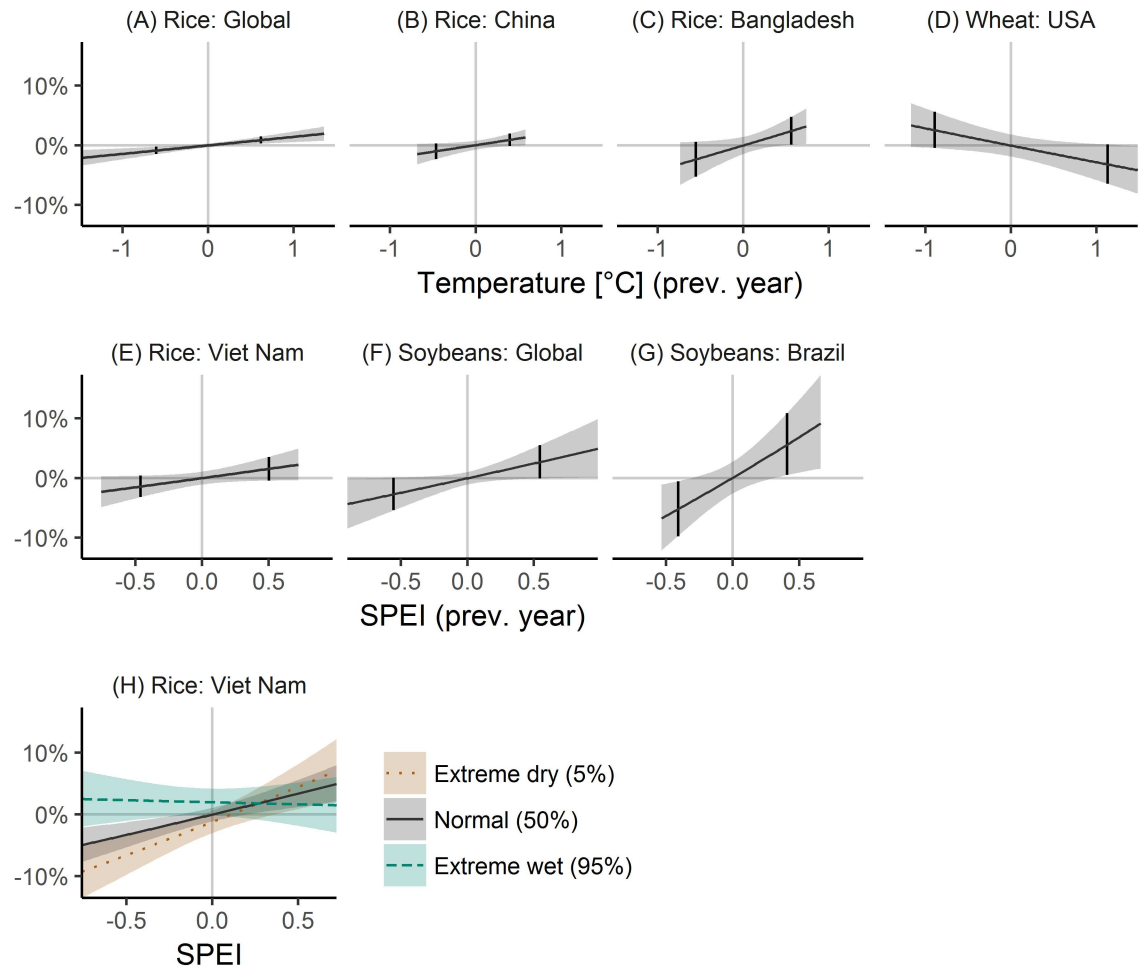 (A) Rice: Global (B) Rice: China (C) Rice: Bangladesh (D) Wheat: USA
10%
0%
-10%
-1 0 1 -1 0 1 -1 0 1 -1 0 1
Temperature [°C] (prev. year)
(E) Rice: Viet Nam (F) Soybeans: Global (G) Soybeans: Brazil
10%
0%
-10%
-0.5 0.0 0.5 -0.5 0.0 0.5 -0.5 0.0 0.5
SPEI (prev. year)
(H) Rice: Viet Nam
10%
0%
-10%
-0.5 0.0 0.5
SPEI
Extreme dry (5%)
Normal (50%)
Extreme wet (95%)